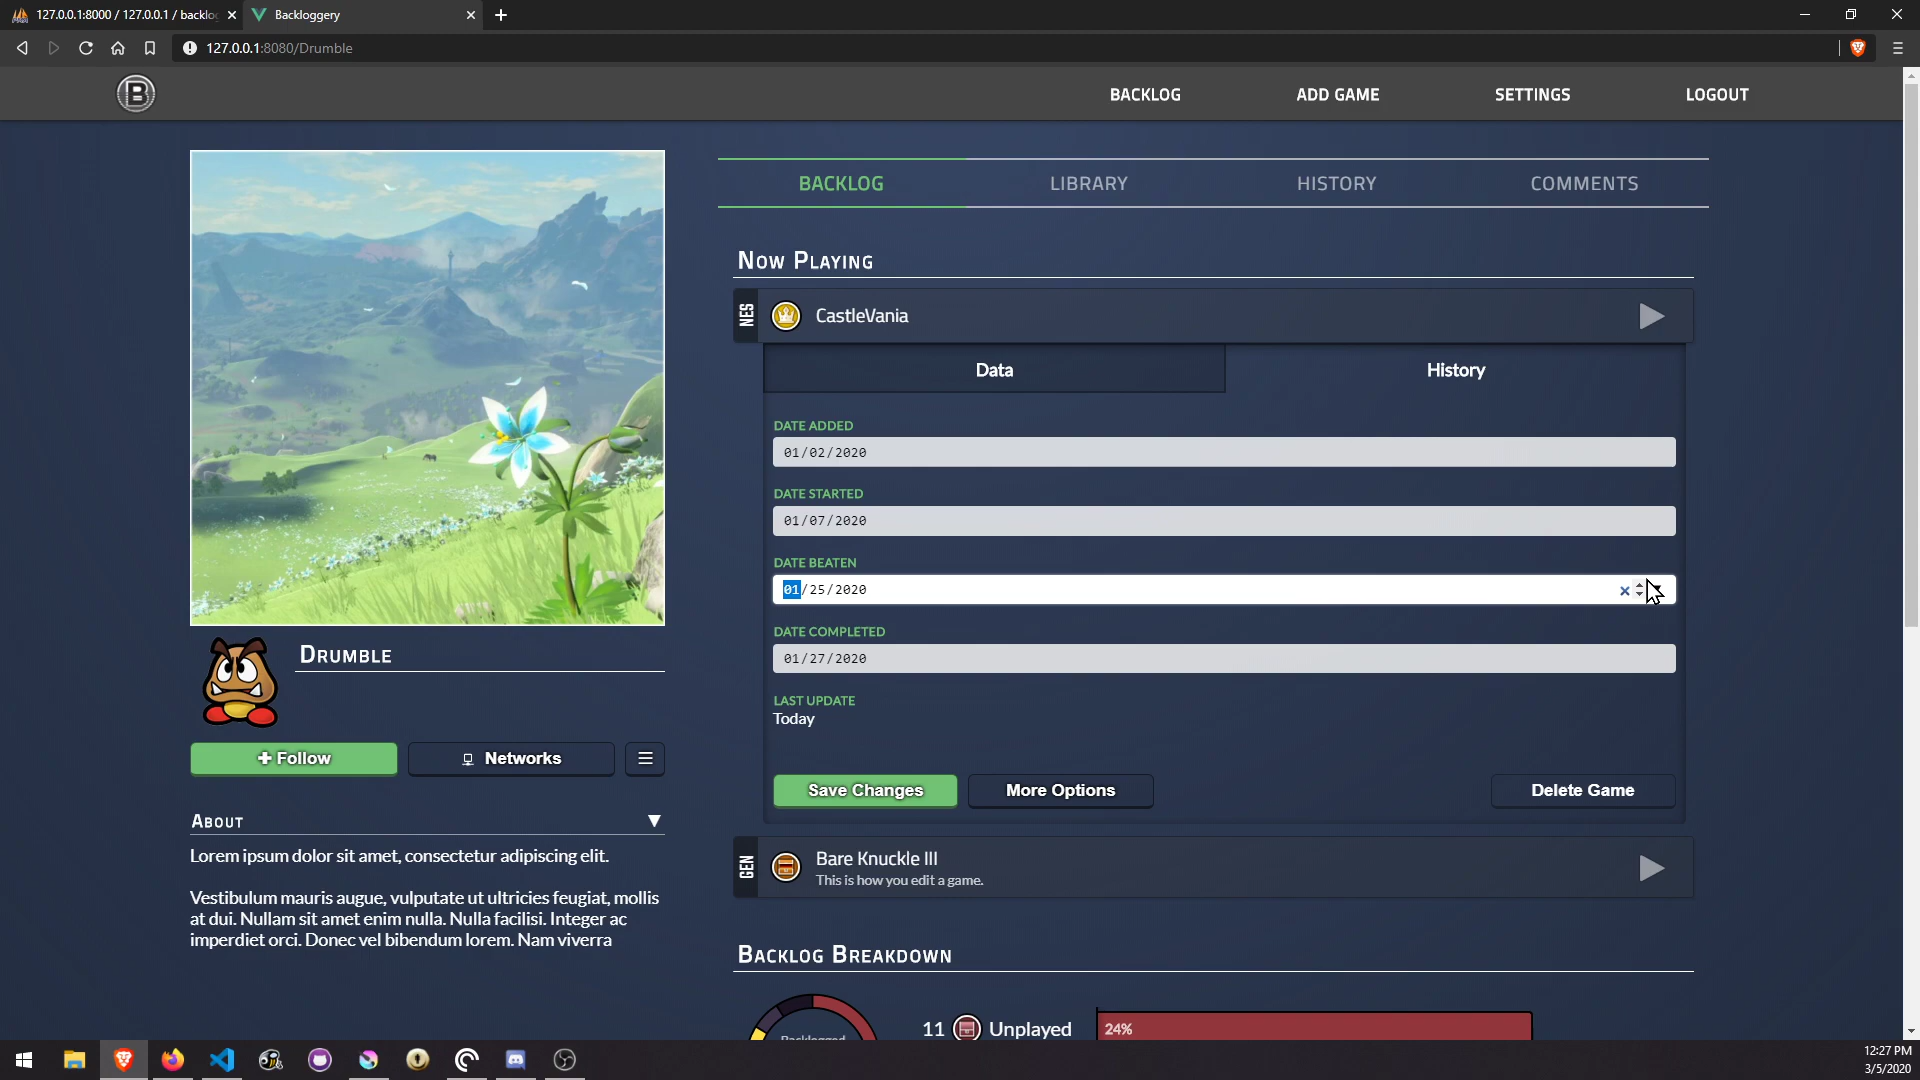 127.0.0.1:8000 / 127.0.0.1 / backlog
Backloggery
127.0.0.1:8080/Drumble
B
BACKLOG
ADD GAME
SETTINGS
LOGOUT
BACKLOG
LIBRARY
HISTORY
COMMENTS
Now Playing
NES
CastleVania
Data
History
DATE ADDED
01/02/2020
DATE STARTED
01/07/2020
DATE BEATEN
01/25/2020
DATE COMPLETED
01/27/2020
LAST UPDATE
Today
Save Changes
More Options
Delete Game
GEN
Bare Knuckle III
This is how you edit a game.
Backlog Breakdown
11 Unplayed
24%
Drumble
Follow
Networks
About
Lorem ipsum dolor sit amet, consectetur adipiscing elit.
Vestibulum mauris augue, vulputate ut ultricies feugiat, mollis
at dui. Nullam sit amet enim nulla. Nulla facilisi. Integer ac
imperdiet orci. Donec vel bibendum lorem. Nam viverra
12:27 PM
3/5/2020